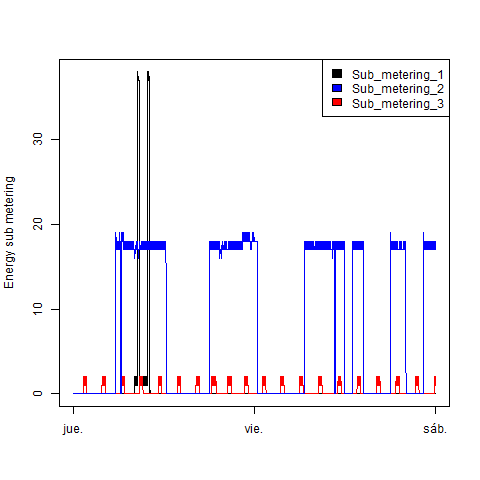 Sub_metering_1
Sub_metering_2
Sub_metering_3
Energy sub metering
30
20
10
0
jue.
vie.
sáb.